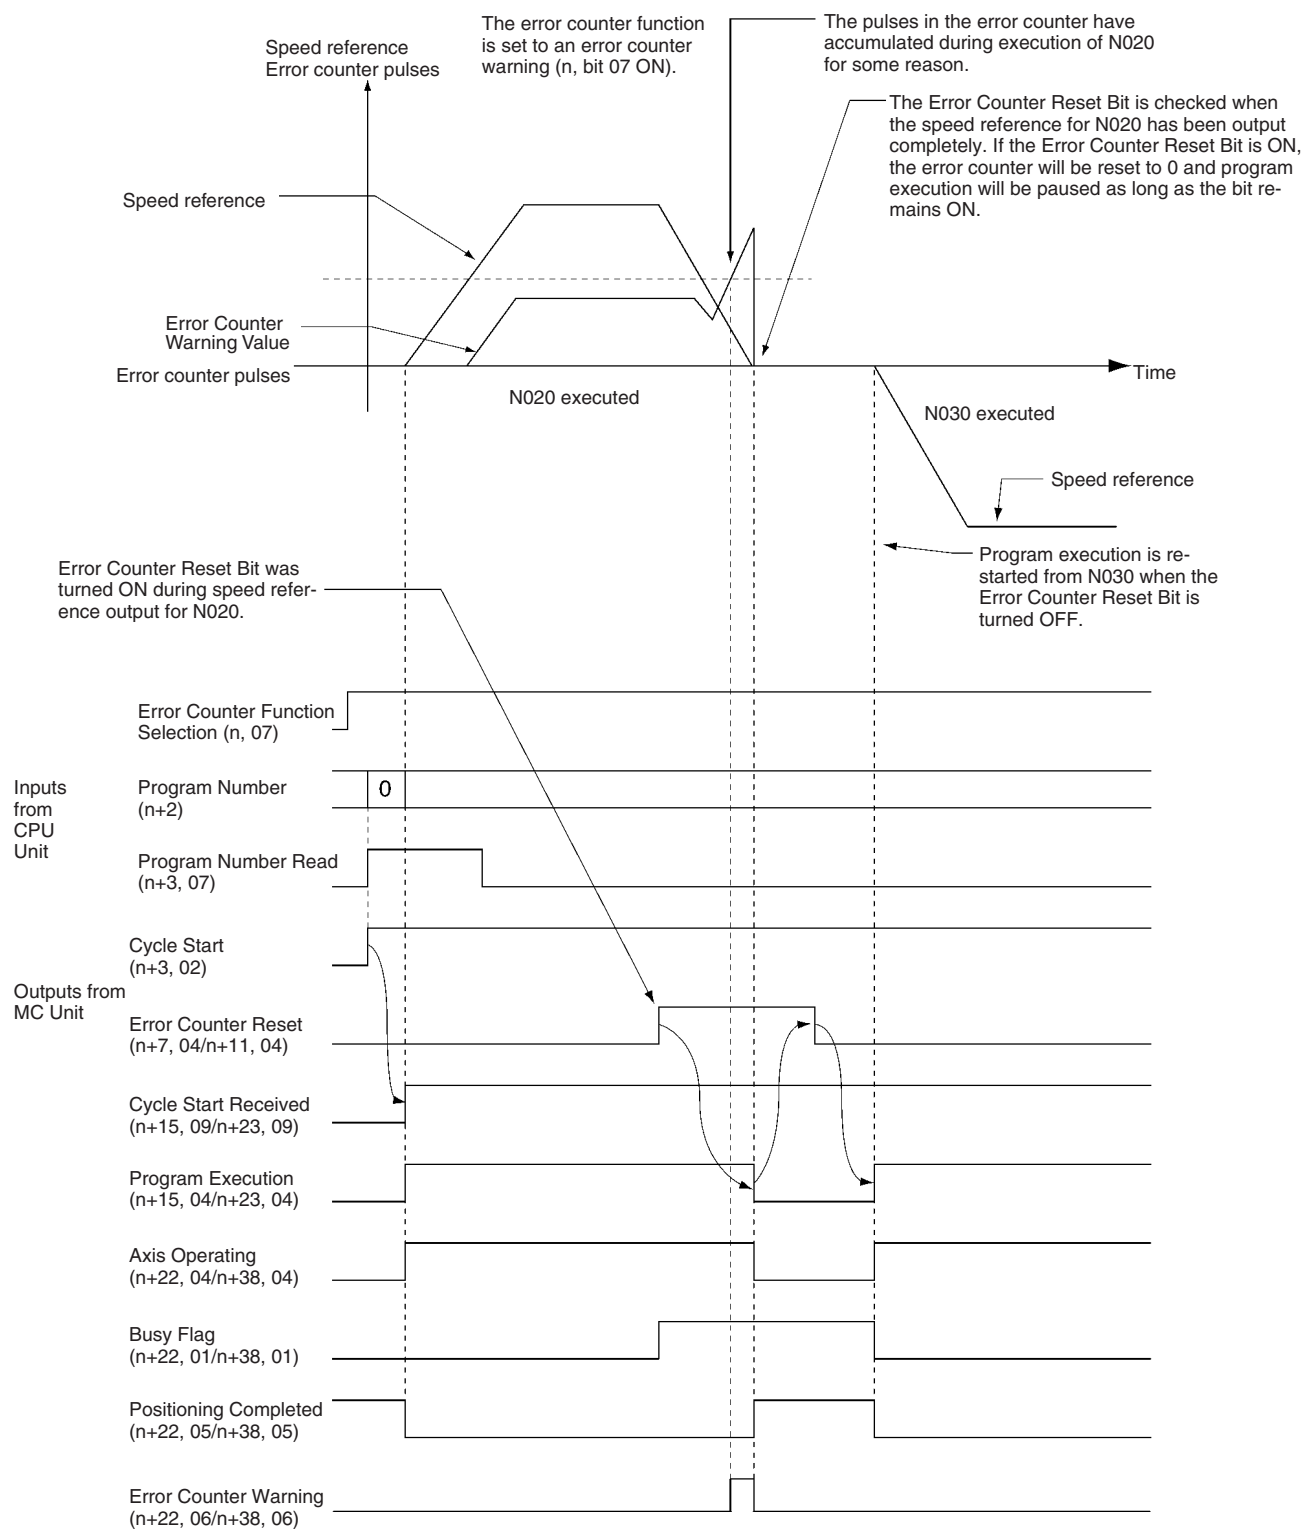 The error counter function
is set to an error counter
warning (n, bit 07 ON).
The pulses in the error counter have
accumulated during execution of N020
for some reason.
Speed reference
Error counter pulses
The Error Counter Reset Bit is checked when
the speed reference for N020 has been output
completely. If the Error Counter Reset Bit is ON,
the error counter will be reset to 0 and program
execution will be paused as long as the bit re-
mains ON.
Speed reference
Error Counter
Warning Value
Error counter pulses
Time
N020 executed
N030 executed
Speed reference
Program execution is re-
started from N030 when the
Error Counter Reset Bit is
turned OFF.
Error Counter Reset Bit was
turned ON during speed refer-
ence output for N020.
Error Counter Function
Selection (n, 07)
Inputs
from
CPU
Unit
Program Number
(n+2)
0
Program Number Read
(n+3, 07)
Cycle Start
(n+3, 02)
Outputs from
MC Unit
Error Counter Reset
(n+7, 04/n+11, 04)
Cycle Start Received
(n+15, 09/n+23, 09)
Program Execution
(n+15, 04/n+23, 04)
Axis Operating
(n+22, 04/n+38, 04)
Busy Flag
(n+22, 01/n+38, 01)
Positioning Completed
(n+22, 05/n+38, 05)
Error Counter Warning
(n+22, 06/n+38, 06)